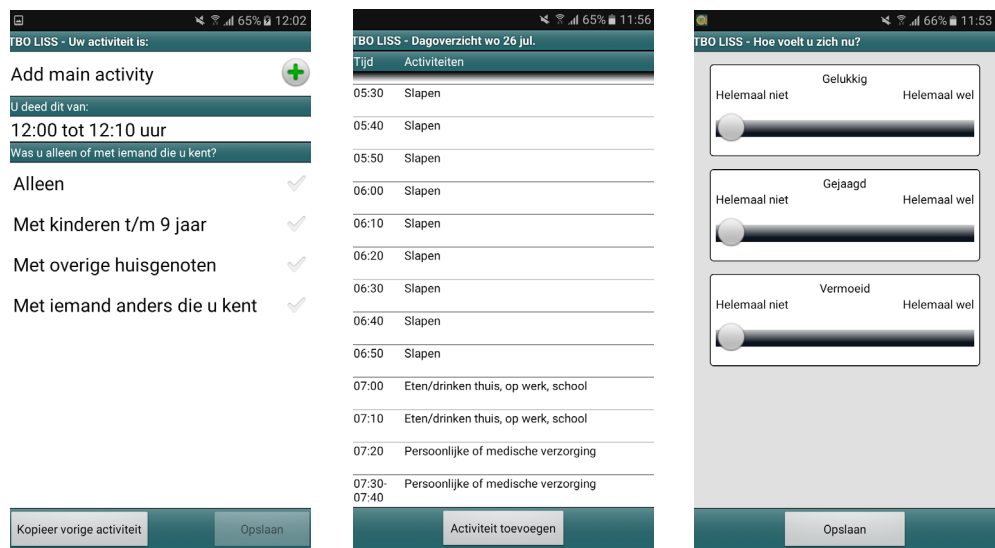 65% 12:02
TBO LISS - Uw activiteit is:
Add main activity
U deed dit van:
12:00 tot 12:10 uur
Was u alleen of met iemand die u kent?
Alleen
Met kinderen t/m 9 jaar
Met overige huisgenoten
Met iemand anders die u kent
Kopieer vorige activiteit
Opslaan
65% 11:56
TBO LISS - Dagoverzicht wo 26 jul.
Tijd Activiteiten
05:30 Slapen
05:40 Slapen
05:50 Slapen
06:00 Slapen
06:10 Slapen
06:20 Slapen
06:30 Slapen
06:40 Slapen
06:50 Slapen
07:00 Eten/drinken thuis, op werk, school
07:10 Eten/drinken thuis, op werk, school
07:20 Persoonlijke of medische verzorging
07:30- Persoonlijke of medische verzorging
07:40
Activiteit toevoegen
66% 11:53
TBO LISS - Hoe voelt u zich nu?
Gelukkig
Helemaal niet Helemaal wel
Gejaagd
Helemaal niet Helemaal wel
Vermoeid
Helemaal niet Helemaal wel
Opslaan